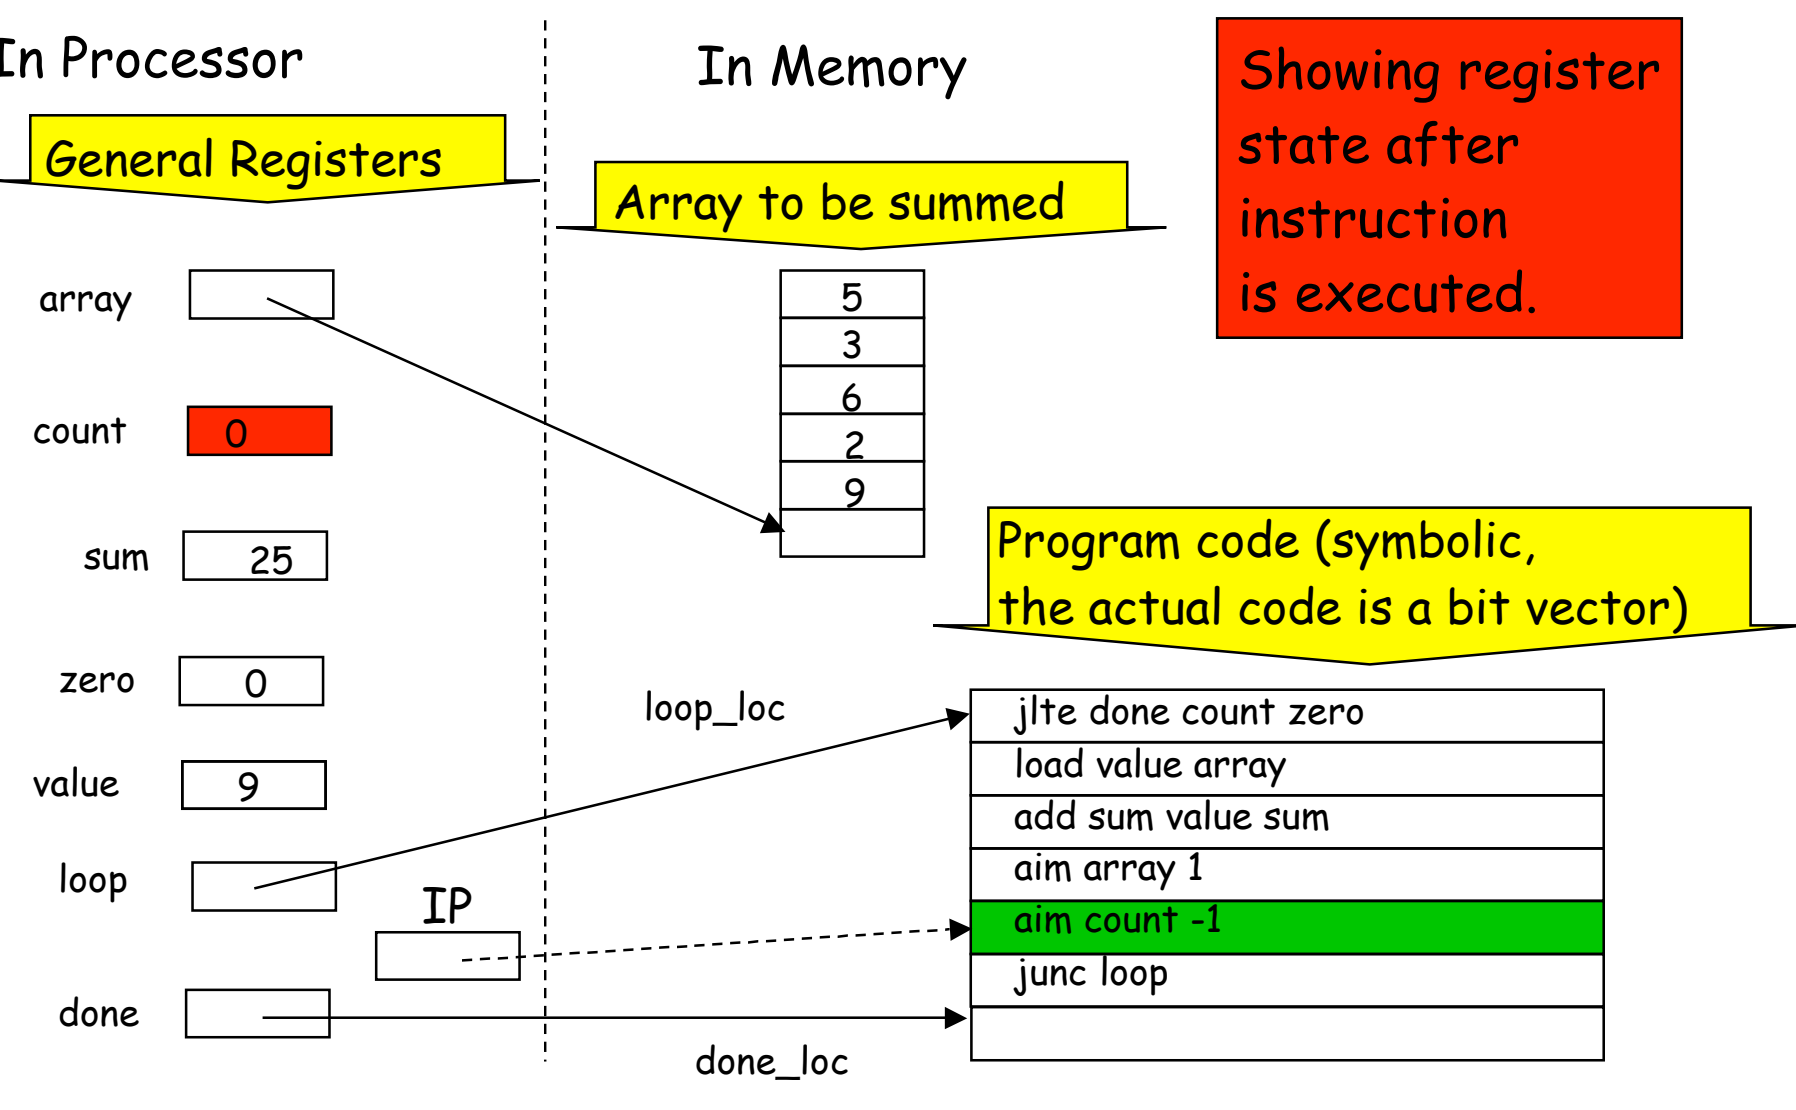 In Processor
In Memory
Showing register
state after
instruction
is executed.
General Registers
Array to be summed
array
count
0
sum
25
zero
0
value
9
loop
IP
done
5
3
6
2
9
Program code (symbolic,
the actual code is a bit vector)
loop_loc
done_loc
jlte done count zero
load value array
add sum value sum
aim array 1
aim count -1
junc loop